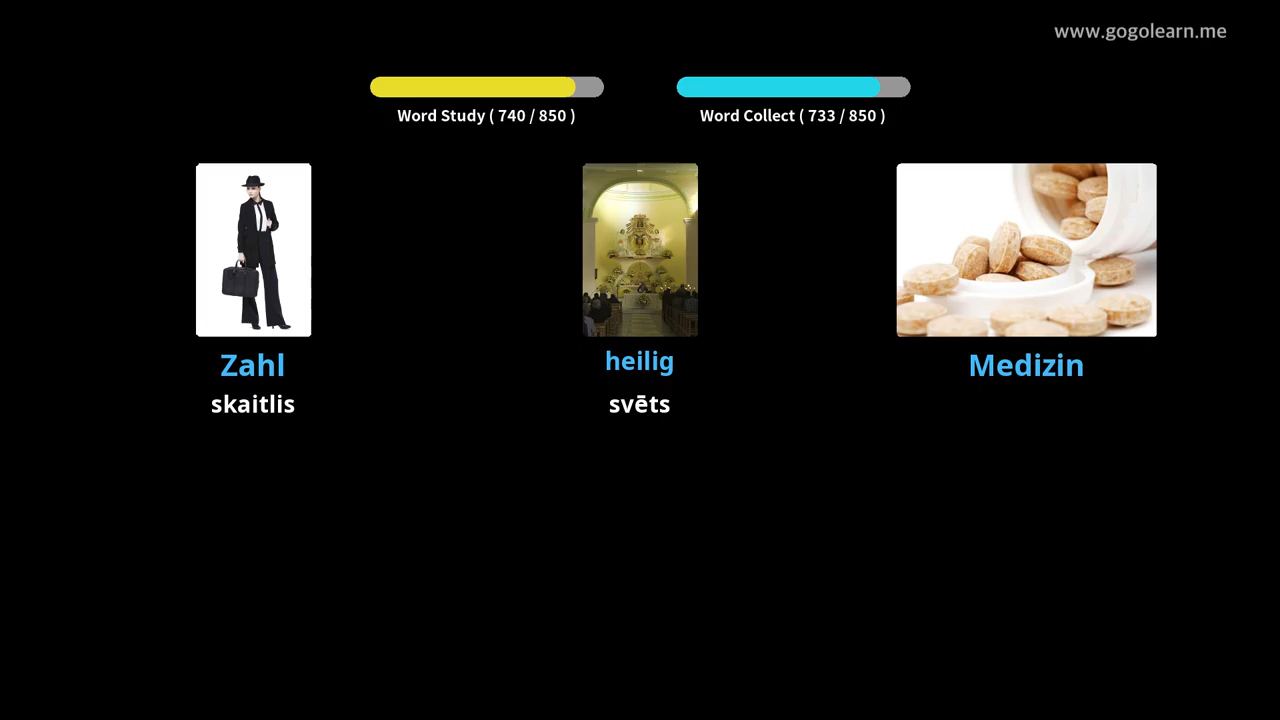 www.gogolearn.me
Word Study ( 740 / 850 )
Word Collect ( 733 / 850 )
Zahl
heilig
Medizin
skaitlis
svēts